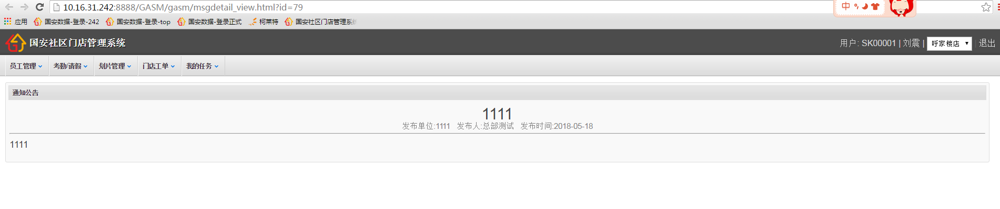 10.16.31.242:8888/GASM/gasm/msgdetail_view.html?id=79
中
应用 国安数据-登录-242 国安数据-登录-top 国安数据-登录正式 柯莱特 国安社区门店管理系统
国安社区门店管理系统 用户: SK00001 | 刘震 | 呼家楼店 | 退出
员工管理 考勤/请假 划片管理 门店工单 我的任务
通知公告
1111
发布单位:1111 发布人:总部测试 发布时间:2018-05-18
1111